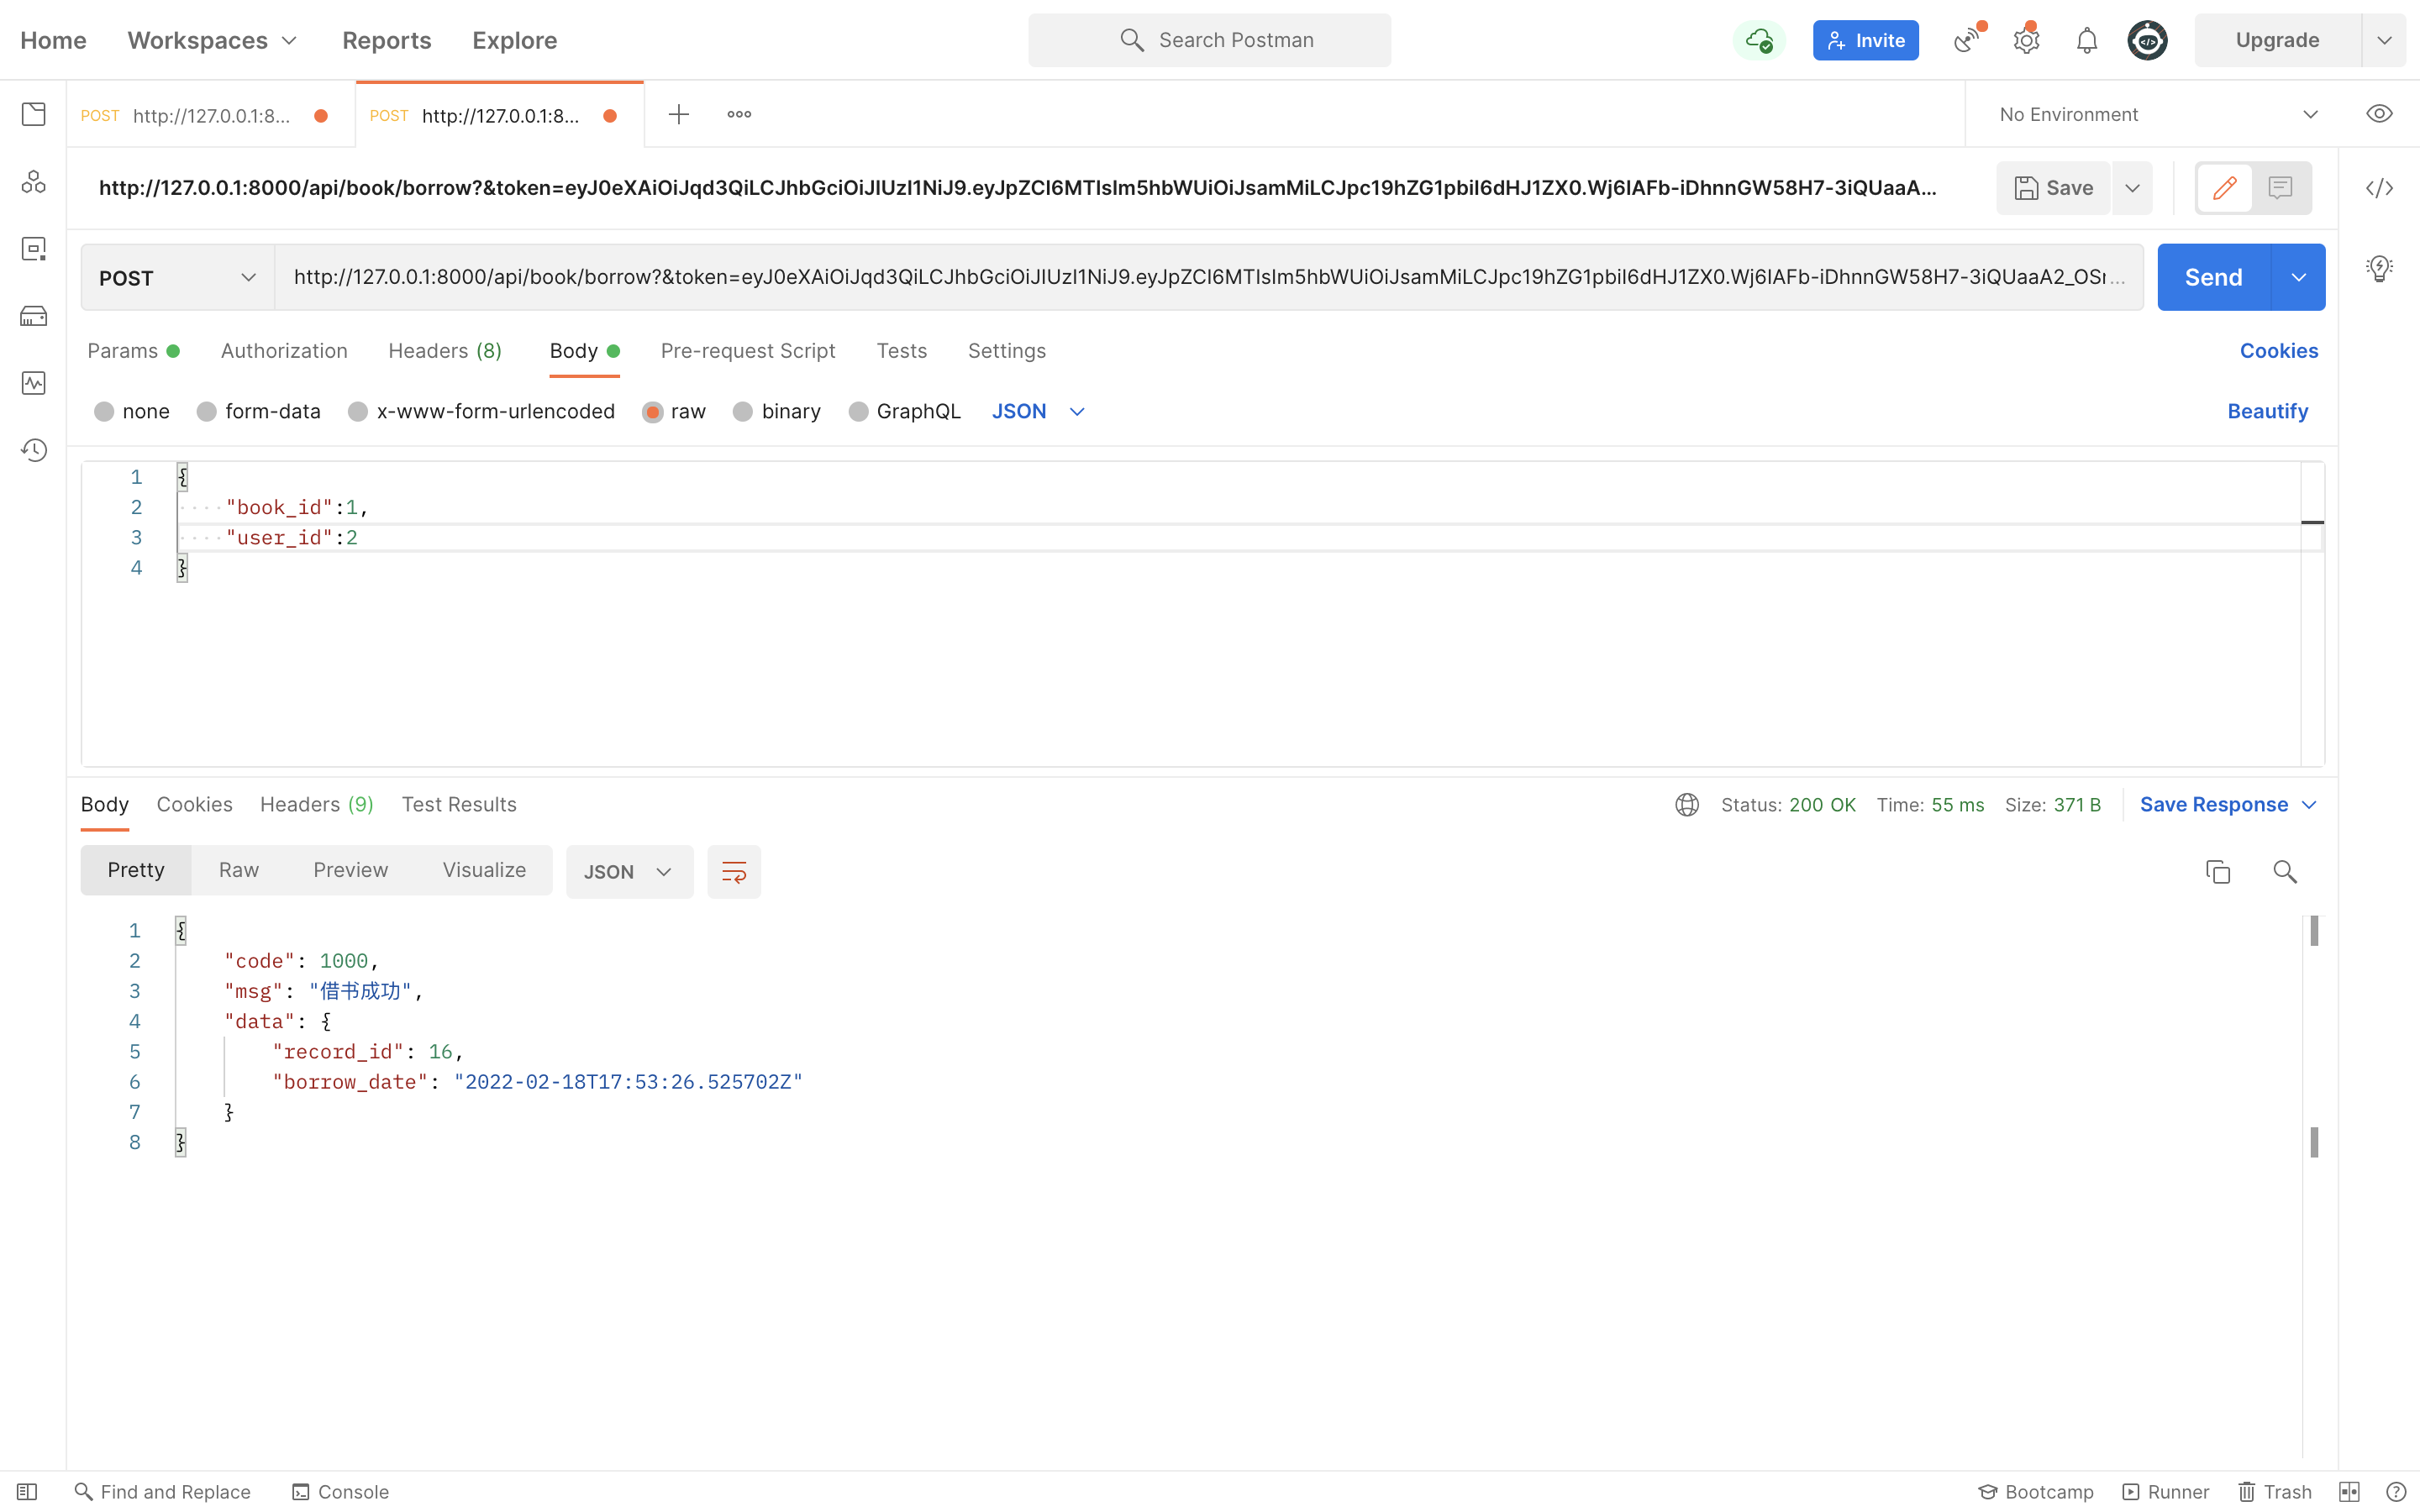 Home Workspaces Reports Explore Search Postman Invite Upgrade
POST http://127.0.0.1:8... POST http://127.0.0.1:8... No Environment
http://127.0.0.1:8000/api/book/borrow?&token=eyJ0eXAiOiJqd3QiLCJhbGciOiJIUzI1NiJ9.eyJpZCI6MTIsIm5hbWUiOiJsamMiLCJpc19hZG1pbiI6dHJ1ZX0.Wj6IAFb-iDhnnGW58H7-3iQUaaA... Save
POST http://127.0.0.1:8000/api/book/borrow?&token=eyJ0eXAiOiJqd3QiLCJhbGciOiJIUzI1NiJ9.eyJpZCI6MTIsIm5hbWUiOiJsamMiLCJpc19hZG1pbiI6dHJ1ZX0.Wj6IAFb-iDhnnGW58H7-3iQUaaA2_OSr... Send
Params Authorization Headers (8) Body Pre-request Script Tests Settings Cookies
none form-data x-www-form-urlencoded raw binary GraphQL JSON Beautify
1 {
2 "book_id":1,
3 "user_id":2
4 }
Body Cookies Headers (9) Test Results Status: 200 OK Time: 55 ms Size: 371 B Save Response
Pretty Raw Preview Visualize JSON
1 {
2 "code": 1000,
3 "msg": "借书成功",
4 "data": {
5 "record_id": 16,
6 "borrow_date": "2022-02-18T17:53:26.525702Z"
7 }
8 }
Find and Replace Console Bootcamp Runner Trash